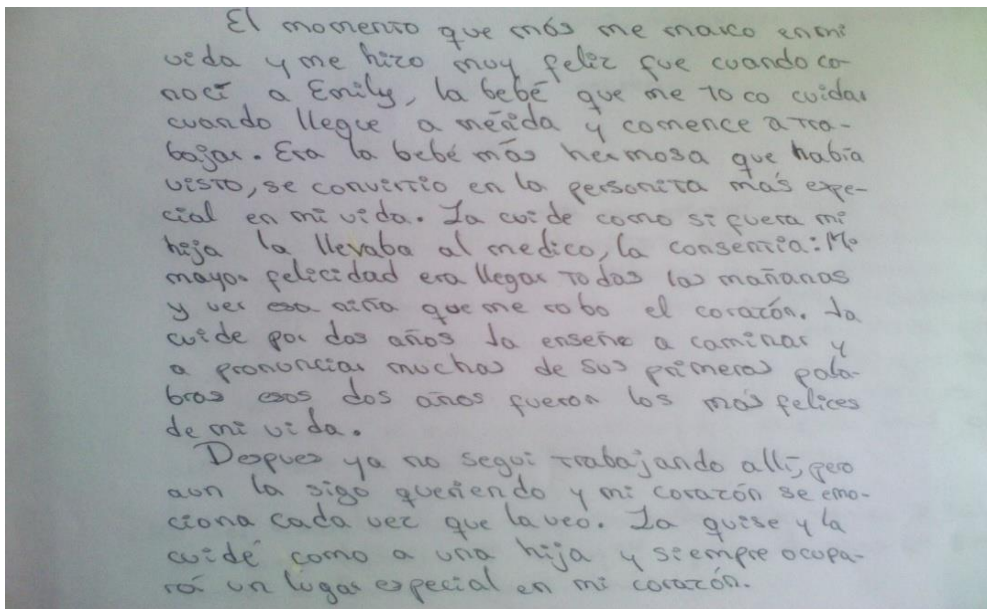 El momento que más me marco en mi
vida y me hizo muy feliz fue cuando co-
nocí a Emily, la bebé que me toco cuidar
cuando llegue a mérida y comence a tra-
bajar. Era la bebé más hermosa que había
visto, se convirtio en la personita más espe-
cial en mi vida. La cuide como si fuera mi
hija la llevaba al medico, la consentia: Mi
mayor felicidad era llegar todas las mañanas
y ver esa niña que me robo el corazón. La
cuide por dos años la enseñe a caminar y
a pronunciar muchas de sus primeras pala-
bras esos dos años fueron los más felices
de mi vida.
Despues ya no segui trabajando allí, pero
aun la sigo queriendo y mi corazón se emo-
ciona cada vez que la veo. La quise y la
cuidé como a una hija y siempre ocupa-
rá un lugar especial en mi corazón.